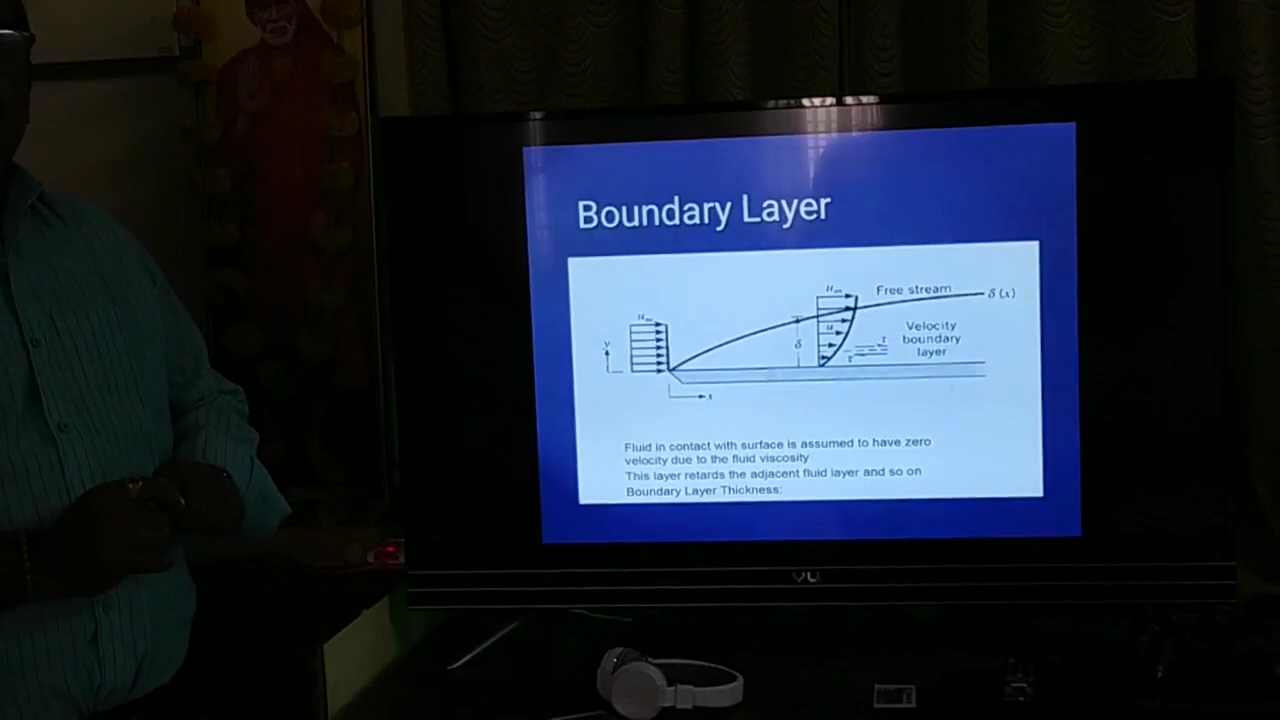 Boundary Layer
u∞
Free stream
δ (x)
u∞
y
δ
u
τ
τ
Velocity
boundary
layer
x
Fluid in contact with surface is assumed to have zero
velocity due to the fluid viscosity
This layer retards the adjacent fluid layer and so on
Boundary Layer Thickness:
VU